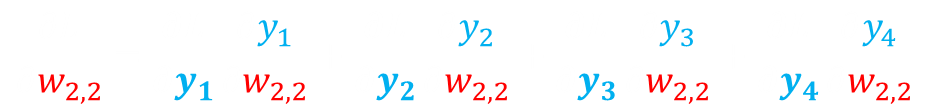 y₁ y₂ y₃ y₄
w₂,₂ y₁ w₂,₂ y₂ w₂,₂ y₃ w₂,₂ y₄ w₂,₂